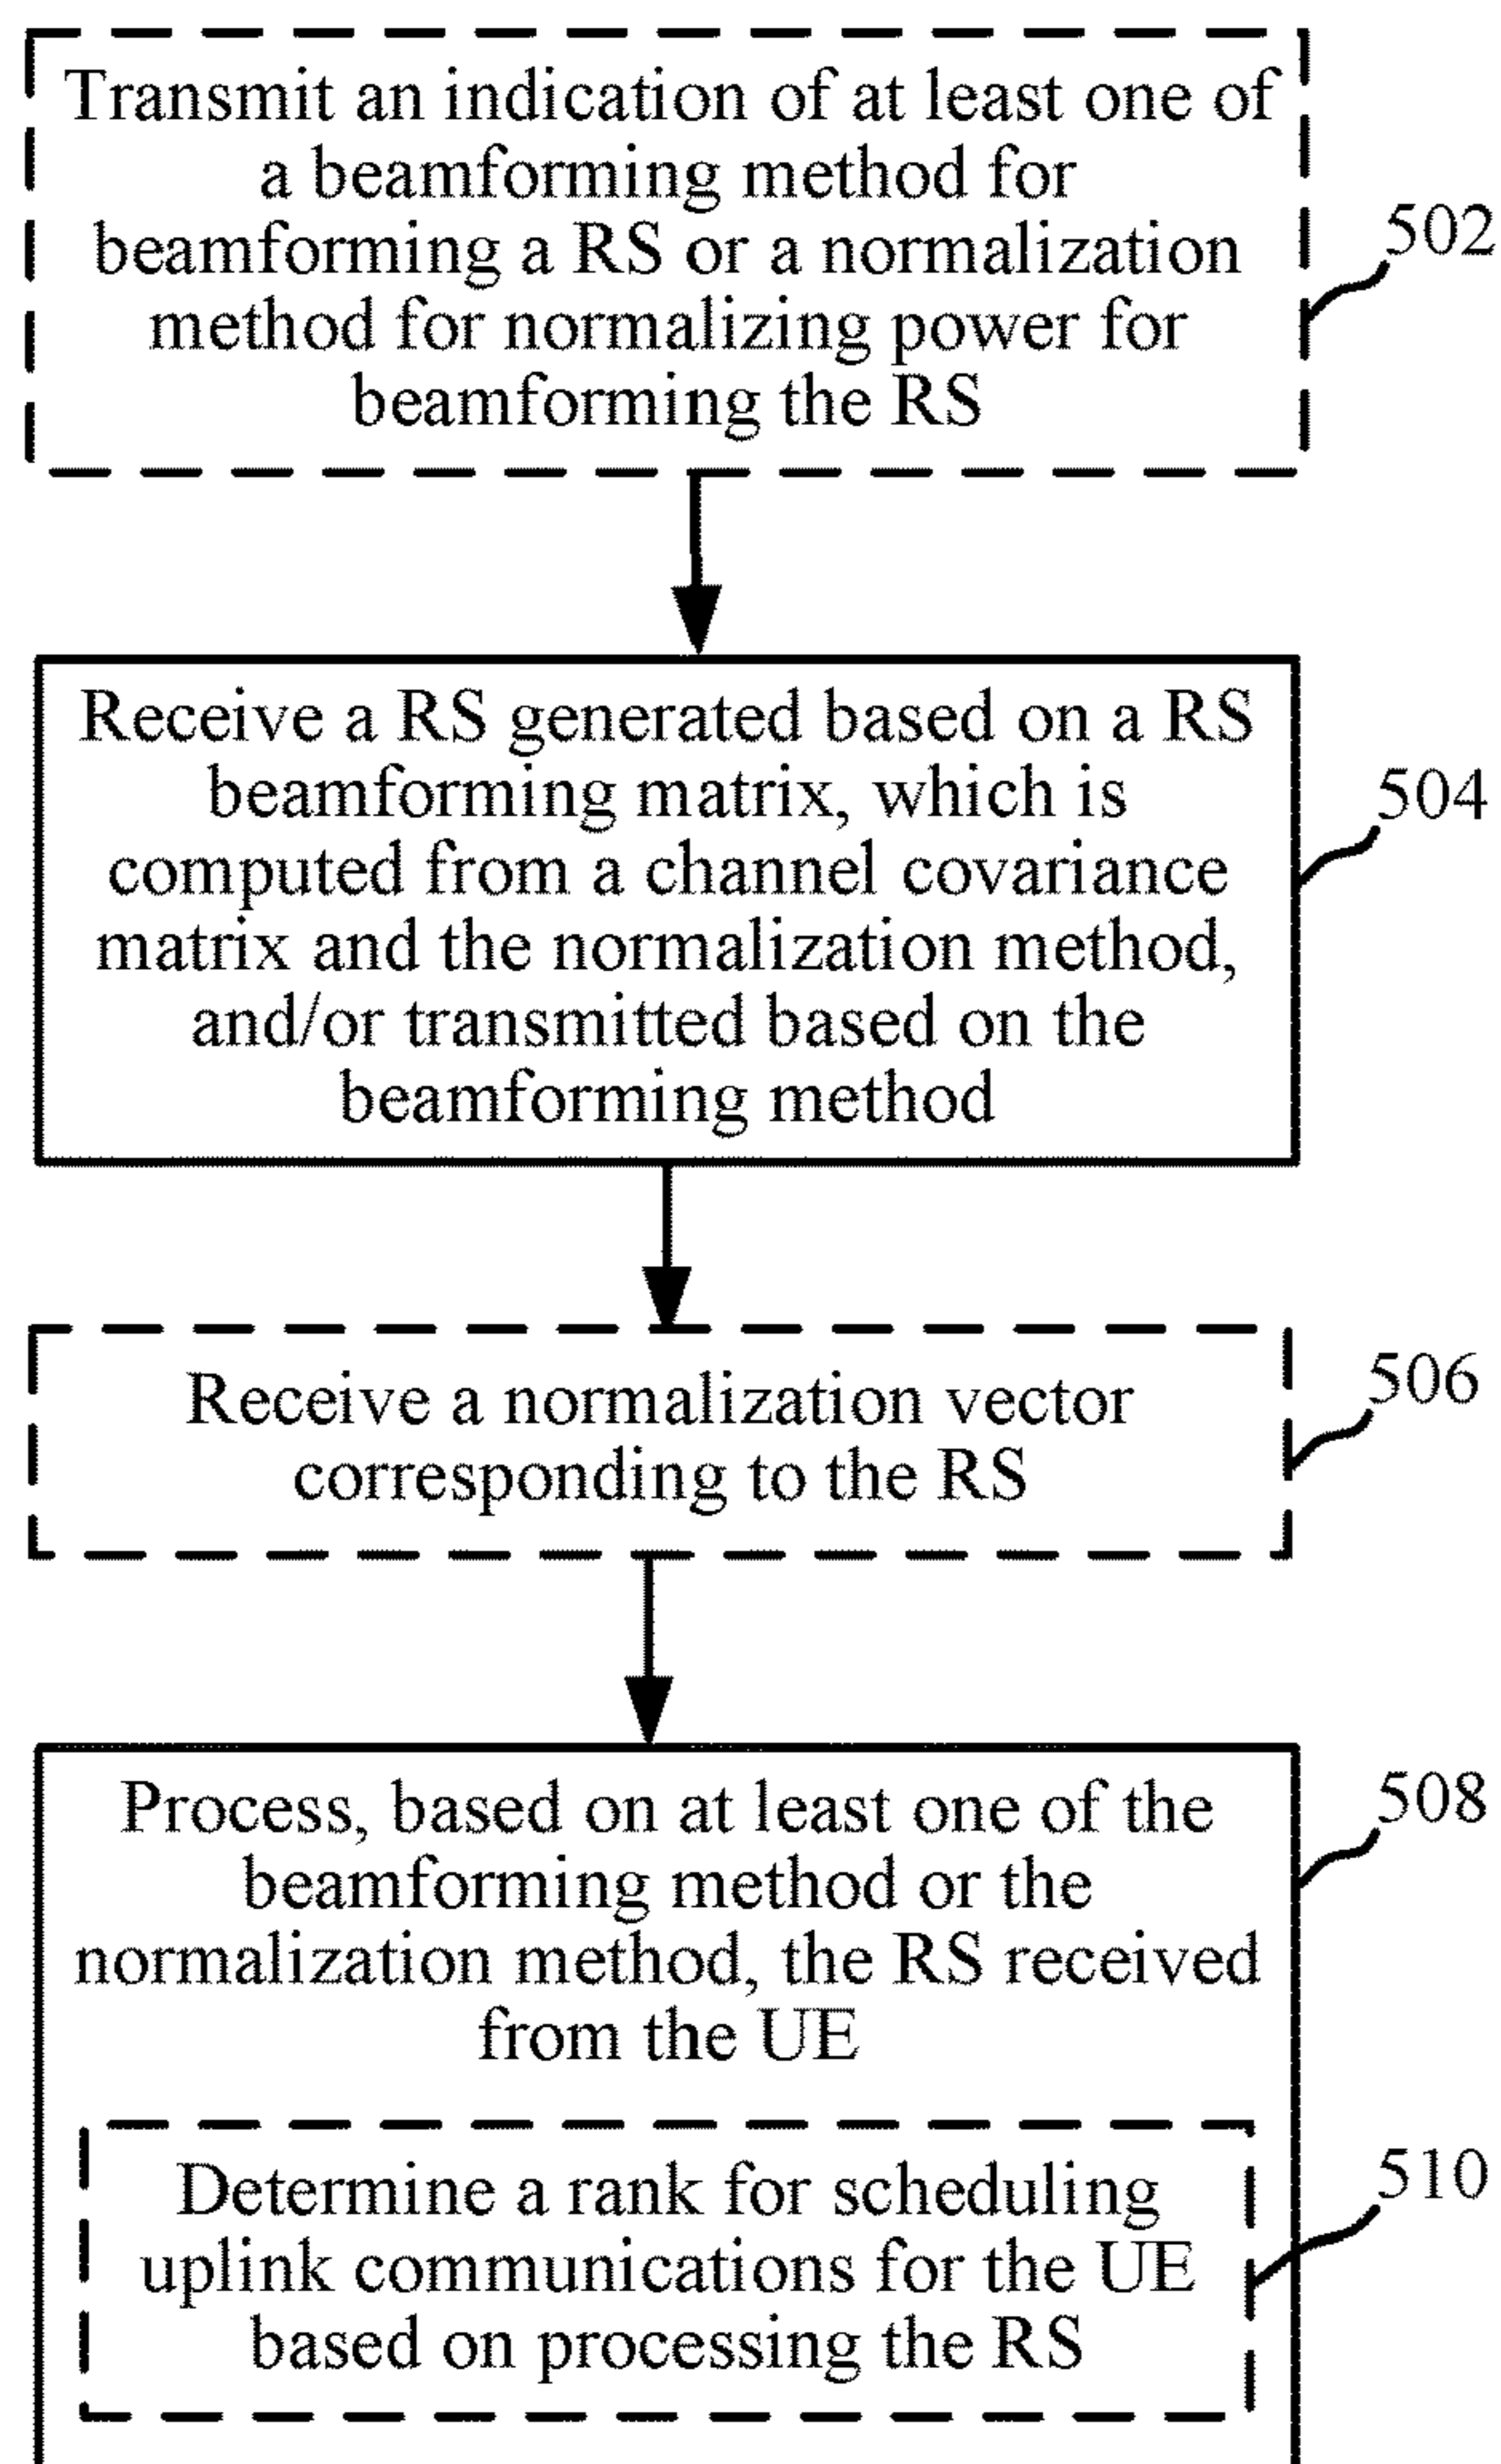 Transmit an indication of at least one of
a beamforming method for
beamforming a RS or a normalization
method for normalizing power for
beamforming the RS
502
Receive a RS generated based on a RS
beamforming matrix, which is
computed from a channel covariance
matrix and the normalization method,
and/or transmitted based on the
beamforming method
504
Receive a normalization vector
corresponding to the RS
506
Process, based on at least one of the
beamforming method or the
normalization method, the RS received
from the UE
508
Determine a rank for scheduling
uplink communications for the UE
based on processing the RS
510